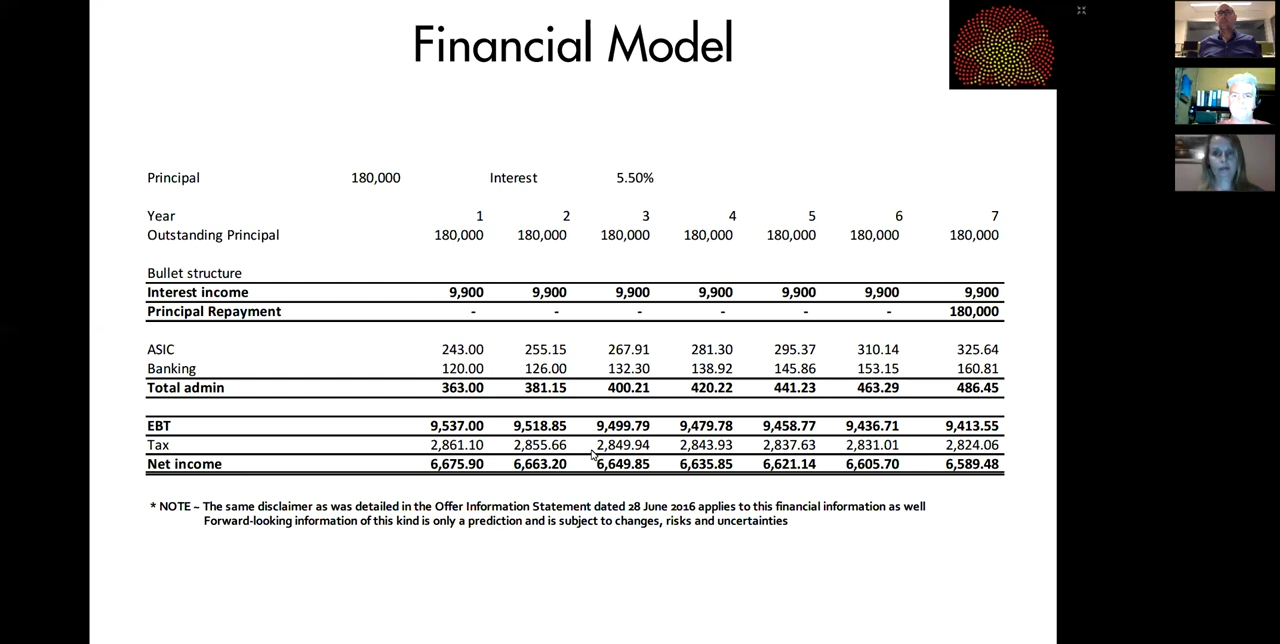 Financial Model
Principal 180,000 Interest 5.50%
Year 1 2 3 4 5 6 7
Outstanding Principal 180,000 180,000 180,000 180,000 180,000 180,000 180,000
Bullet structure
Interest income 9,900 9,900 9,900 9,900 9,900 9,900 9,900
Principal Repayment - - - - - - 180,000
ASIC 243.00 255.15 267.91 281.30 295.37 310.14 325.64
Banking 120.00 126.00 132.30 138.92 145.86 153.15 160.81
Total admin 363.00 381.15 400.21 420.22 441.23 463.29 486.45
EBT 9,537.00 9,518.85 9,499.79 9,479.78 9,458.77 9,436.71 9,413.55
Tax 2,861.10 2,855.66 2,849.94 2,843.93 2,837.63 2,831.01 2,824.06
Net income 6,675.90 6,663.20 6,649.85 6,635.85 6,621.14 6,605.70 6,589.48
* NOTE – The same disclaimer as was detailed in the Offer Information Statement dated 28 June 2016 applies to this financial information as well
Forward-looking information of this kind is only a prediction and is subject to changes, risks and uncertainties